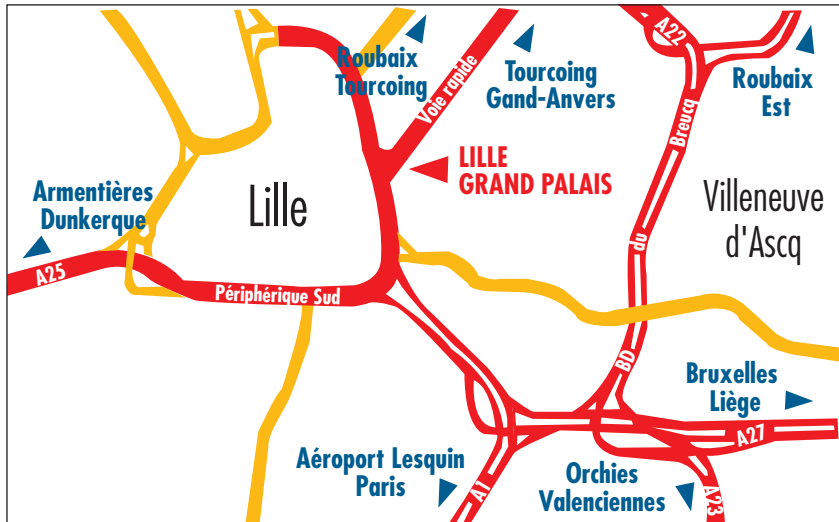 A22
Roubaix
Tourcoing
Voie rapide
Tourcoing
Gand-Anvers
Roubaix
Est
Breucq
LILLE
GRAND PALAIS
Armentières
Dunkerque
Lille
Villeneuve
d'Ascq
du
A25
Périphérique Sud
BD
Bruxelles
Liège
A27
Aéroport Lesquin
Paris
A1
Orchies
Valenciennes
A23